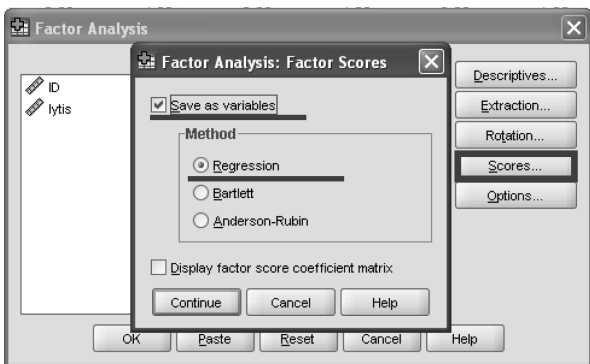 Factor Analysis
Factor Analysis: Factor Scores
ID
lytis
Save as variables
Method
Regression
Bartlett
Anderson-Rubin
Display factor score coefficient matrix
Continue
Cancel
Help
Descriptives...
Extraction...
Rotation...
Scores...
Options...
OK
Paste
Reset
Cancel
Help